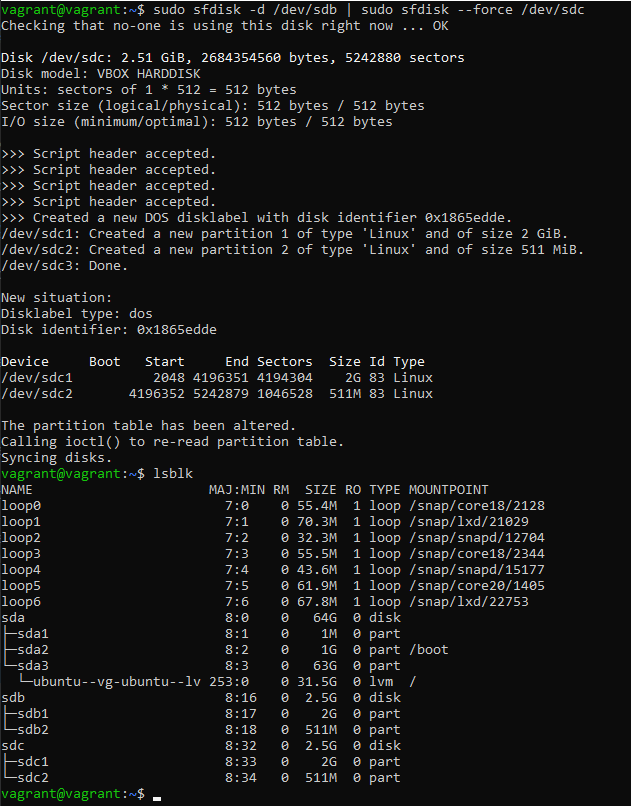 vagrant@vagrant:~$ sudo sfdisk -d /dev/sdb | sudo sfdisk --force /dev/sdc
Checking that no-one is using this disk right now ... OK

Disk /dev/sdc: 2.51 GiB, 2684354560 bytes, 5242880 sectors
Disk model: VBOX HARDDISK
Units: sectors of 1 * 512 = 512 bytes
Sector size (logical/physical): 512 bytes / 512 bytes
I/O size (minimum/optimal): 512 bytes / 512 bytes

>>> Script header accepted.
>>> Script header accepted.
>>> Script header accepted.
>>> Script header accepted.
>>> Created a new DOS disklabel with disk identifier 0x1865edde.
/dev/sdc1: Created a new partition 1 of type 'Linux' and of size 2 GiB.
/dev/sdc2: Created a new partition 2 of type 'Linux' and of size 511 MiB.
/dev/sdc3: Done.

New situation:
Disklabel type: dos
Disk identifier: 0x1865edde

Device     Boot   Start     End Sectors  Size Id Type
/dev/sdc1          2048 4196351 4194304    2G 83 Linux
/dev/sdc2       4196352 5242879 1046528  511M 83 Linux

The partition table has been altered.
Calling ioctl() to re-read partition table.
Syncing disks.
vagrant@vagrant:~$ lsblk
NAME                      MAJ:MIN RM  SIZE RO TYPE MOUNTPOINT
loop0                       7:0    0 55.4M  1 loop /snap/core18/2128
loop1                       7:1    0 70.3M  1 loop /snap/lxd/21029
loop2                       7:2    0 32.3M  1 loop /snap/snapd/12704
loop3                       7:3    0 55.5M  1 loop /snap/core18/2344
loop4                       7:4    0 43.6M  1 loop /snap/snapd/15177
loop5                       7:5    0 61.9M  1 loop /snap/core20/1405
loop6                       7:6    0 67.8M  1 loop /snap/lxd/22753
sda                         8:0    0   64G  0 disk
├─sda1                      8:1    0    1M  0 part
├─sda2                      8:2    0    1G  0 part /boot
└─sda3                      8:3    0   63G  0 part
  └─ubuntu--vg-ubuntu--lv 253:0    0 31.5G  0 lvm  /
sdb                         8:16   0  2.5G  0 disk
├─sdb1                      8:17   0    2G  0 part
└─sdb2                      8:18   0  511M  0 part
sdc                         8:32   0  2.5G  0 disk
├─sdc1                      8:33   0    2G  0 part
└─sdc2                      8:34   0  511M  0 part
vagrant@vagrant:~$